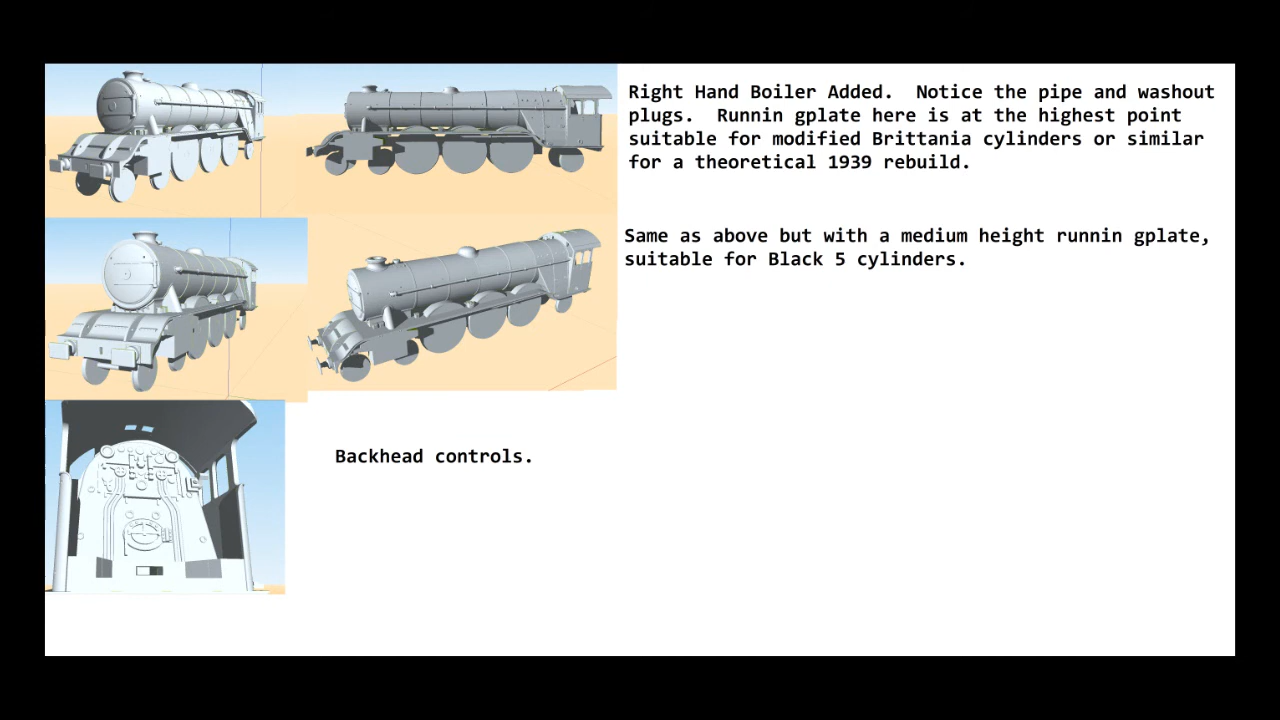 Right Hand Boiler Added.  Notice the pipe and washout
plugs.  Runnin gplate here is at the highest point
suitable for modified Brittania cylinders or similar
for a theoretical 1939 rebuild.
Same as above but with a medium height runnin gplate,
suitable for Black 5 cylinders.
Backhead controls.